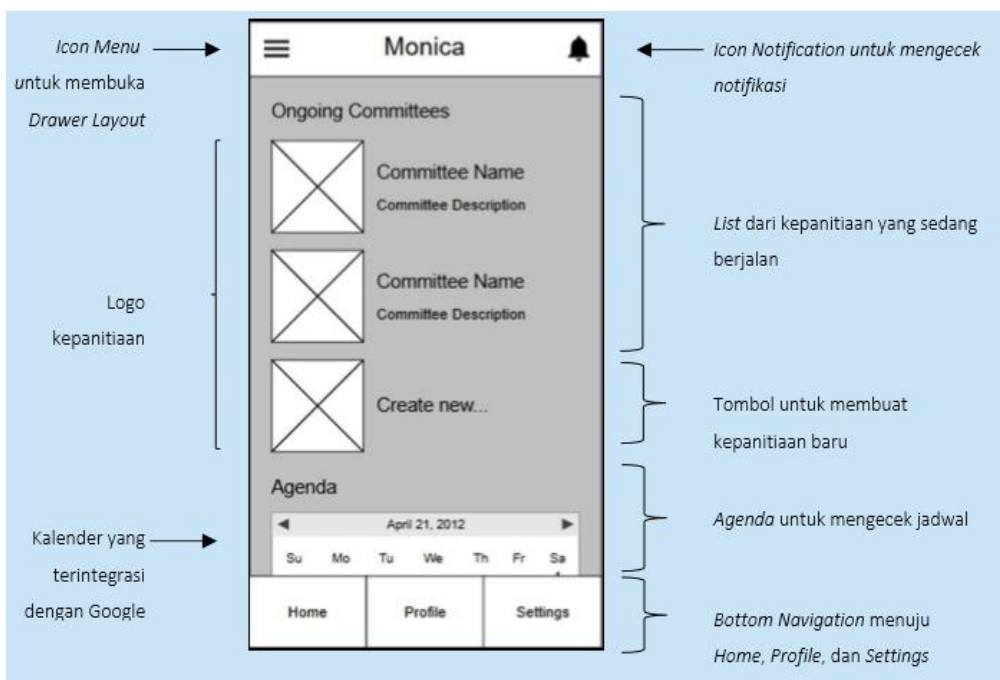 Icon Menu
untuk membuka
Drawer Layout
Logo
kepanitiaan
Kalender yang
terintegrasi
dengan Google
Monica
Ongoing Committees
Committee Name
Committee Description
Committee Name
Committee Description
Create new...
Agenda
April 21, 2012
Su Mo Tu We Th Fr Sa
Home Profile Settings
Icon Notification untuk mengecek
notifikasi
List dari kepanitiaan yang sedang
berjalan
Tombol untuk membuat
kepanitiaan baru
Agenda untuk mengecek jadwal
Bottom Navigation menuju
Home, Profile, dan Settings